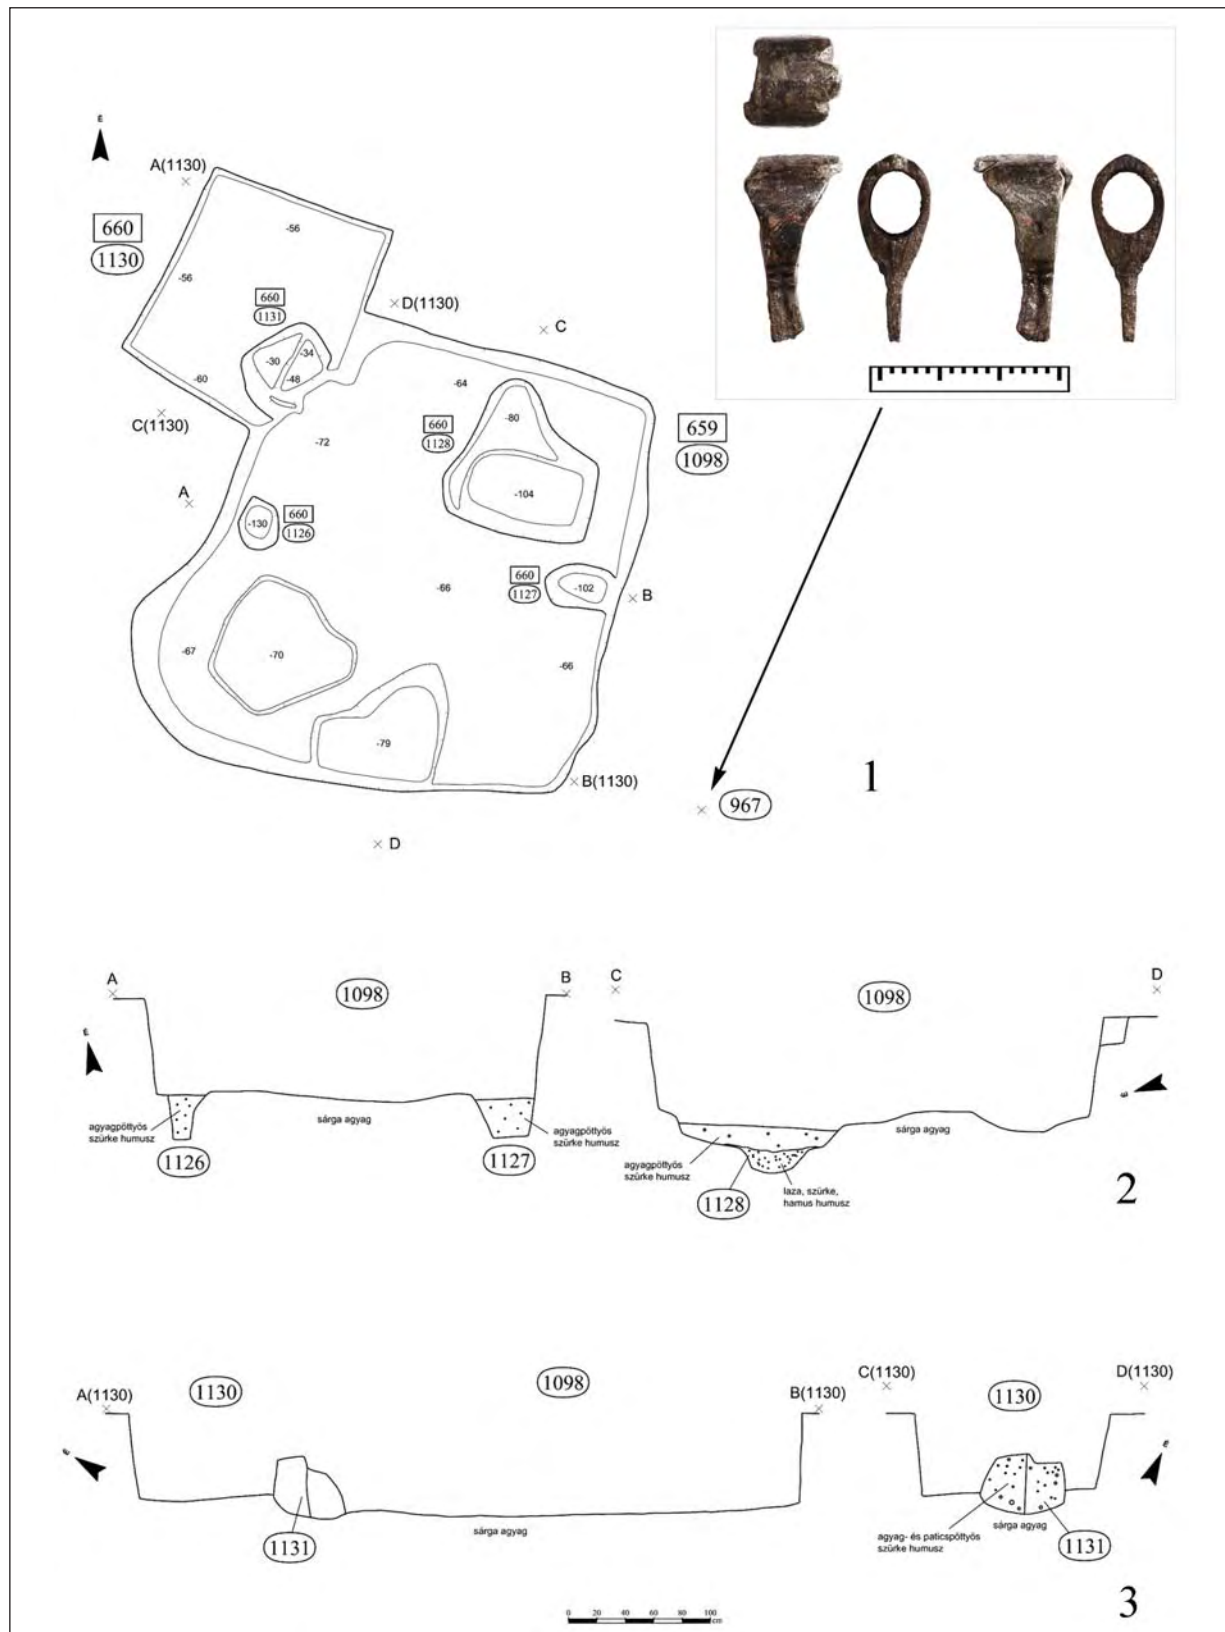 É
A(1130)
660
1130
-56
-56
D(1130)
C
660
1131
-34
-30
-48
-60
-64
C(1130)
-80
660
1128
659
1098
-72
-104
A
-130
660
1126
660
1127
-102
-66
B
-67
-70
-66
-79
B(1130)
1
967
D
A
1098
B
C
1098
D
É
É
agyagpöttyös
szürke humusz
sárga agyag
agyagpöttyös
szürke humusz
1126
1127
sárga agyag
agyagpöttyös
szürke humusz
1128
laza, szürke,
hamus humusz
2
A(1130)
1130
1098
B(1130)
C(1130)
1130
D(1130)
É
É
1131
sárga agyag
agyag- és paticspöttyös
szürke humusz
sárga agyag
1131
3
0 20 40 60 80 100
cm